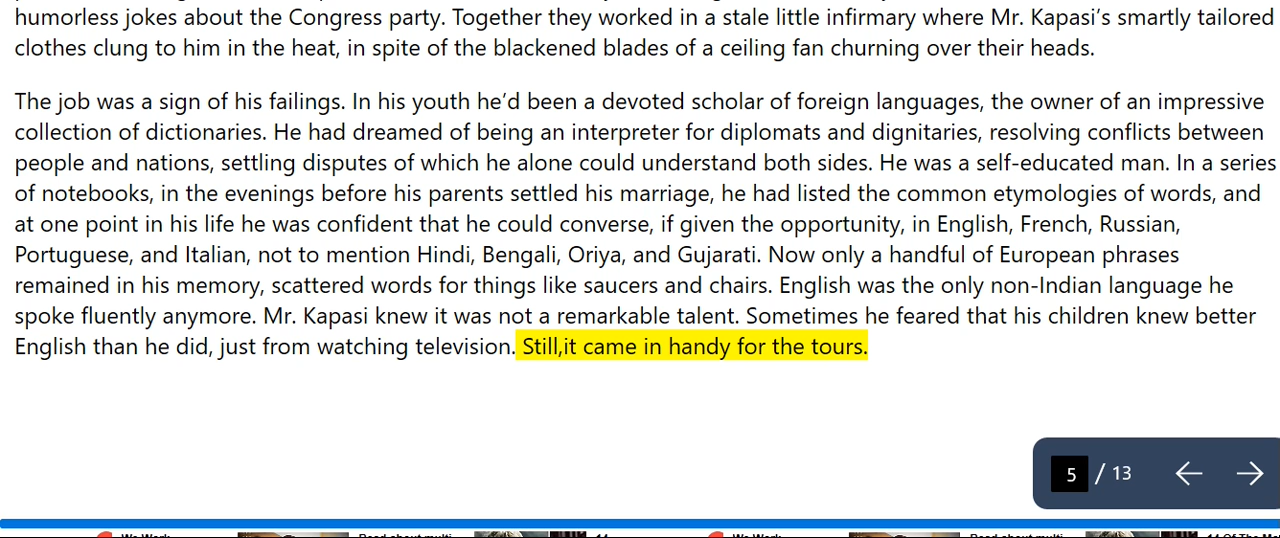 humorless jokes about the Congress party. Together they worked in a stale little infirmary where Mr. Kapasi’s smartly tailored
clothes clung to him in the heat, in spite of the blackened blades of a ceiling fan churning over their heads.
The job was a sign of his failings. In his youth he’d been a devoted scholar of foreign languages, the owner of an impressive
collection of dictionaries. He had dreamed of being an interpreter for diplomats and dignitaries, resolving conflicts between
people and nations, settling disputes of which he alone could understand both sides. He was a self-educated man. In a series
of notebooks, in the evenings before his parents settled his marriage, he had listed the common etymologies of words, and
at one point in his life he was confident that he could converse, if given the opportunity, in English, French, Russian,
Portuguese, and Italian, not to mention Hindi, Bengali, Oriya, and Gujarati. Now only a handful of European phrases
remained in his memory, scattered words for things like saucers and chairs. English was the only non-Indian language he
spoke fluently anymore. Mr. Kapasi knew it was not a remarkable talent. Sometimes he feared that his children knew better
English than he did, just from watching television. Still,it came in handy for the tours.
5 / 13